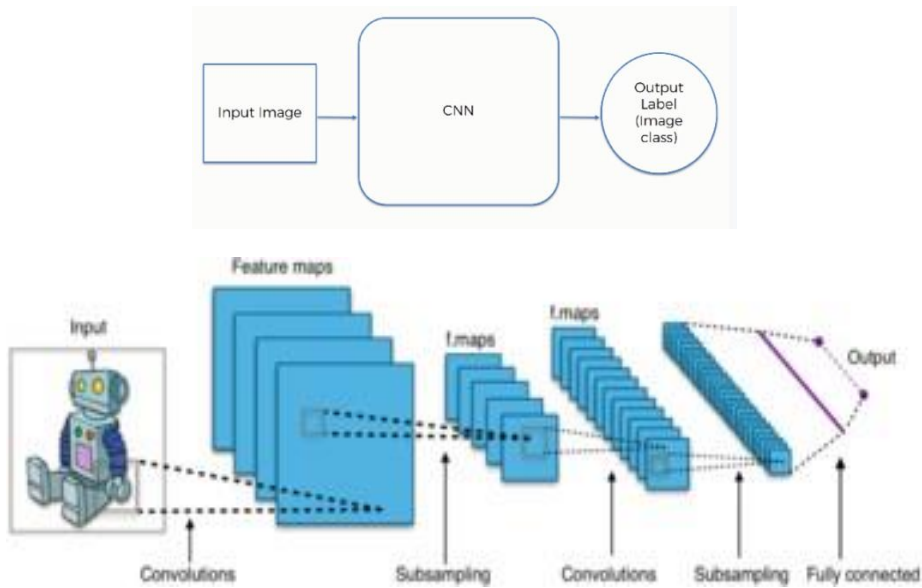 Input Image
CNN
Output
Label
(Image
class)
Feature maps
Input
f.maps
f.maps
Output
Convolutions
Subsampling
Convolutions
Subsampling
Fully connected